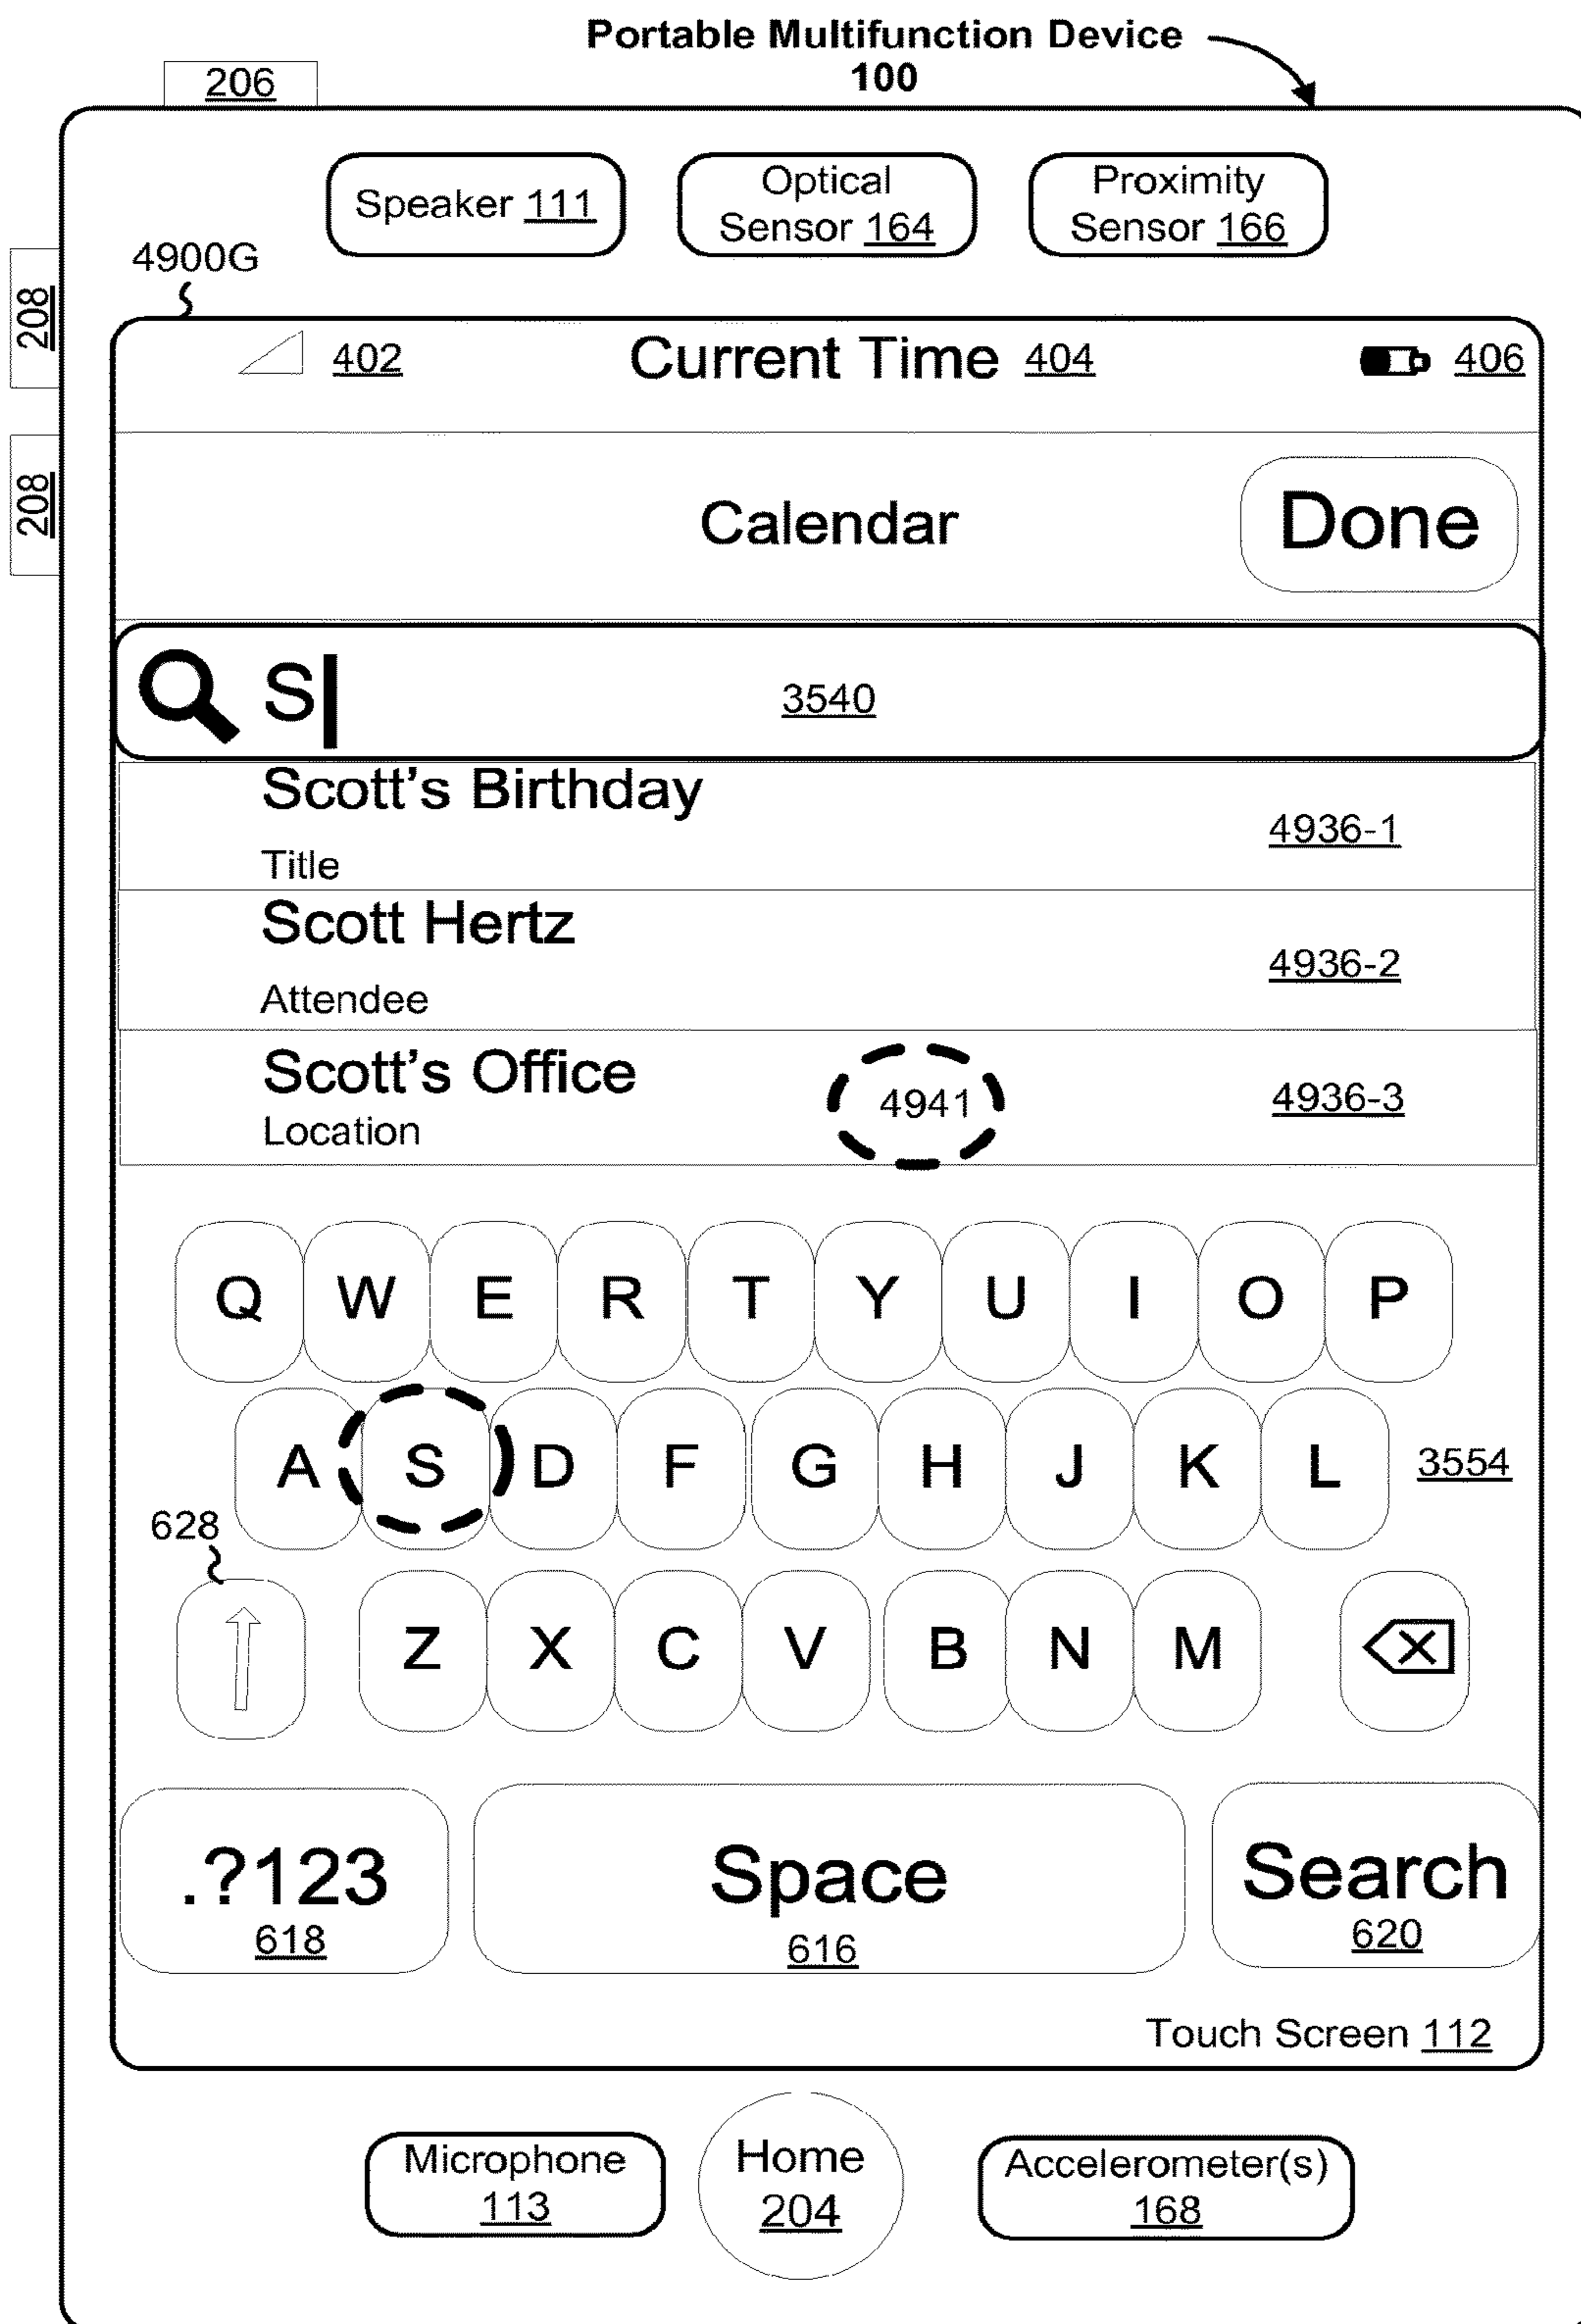 Portable Multifunction Device
100
206
Speaker 111
Optical
Sensor 164
Proximity
Sensor 166
4900G
208
402
Current Time 404
406
208
Calendar
Done
S
3540
Scott's Birthday
Title
4936-1
Scott Hertz
Attendee
4936-2
Scott's Office
Location
4941
4936-3
Q W E R T Y U I O P
A S D F G H J K L
3554
628
Z X C V B N M
.?123
618
Space
616
Search
620
Touch Screen 112
Microphone
113
Home
204
Accelerometer(s)
168